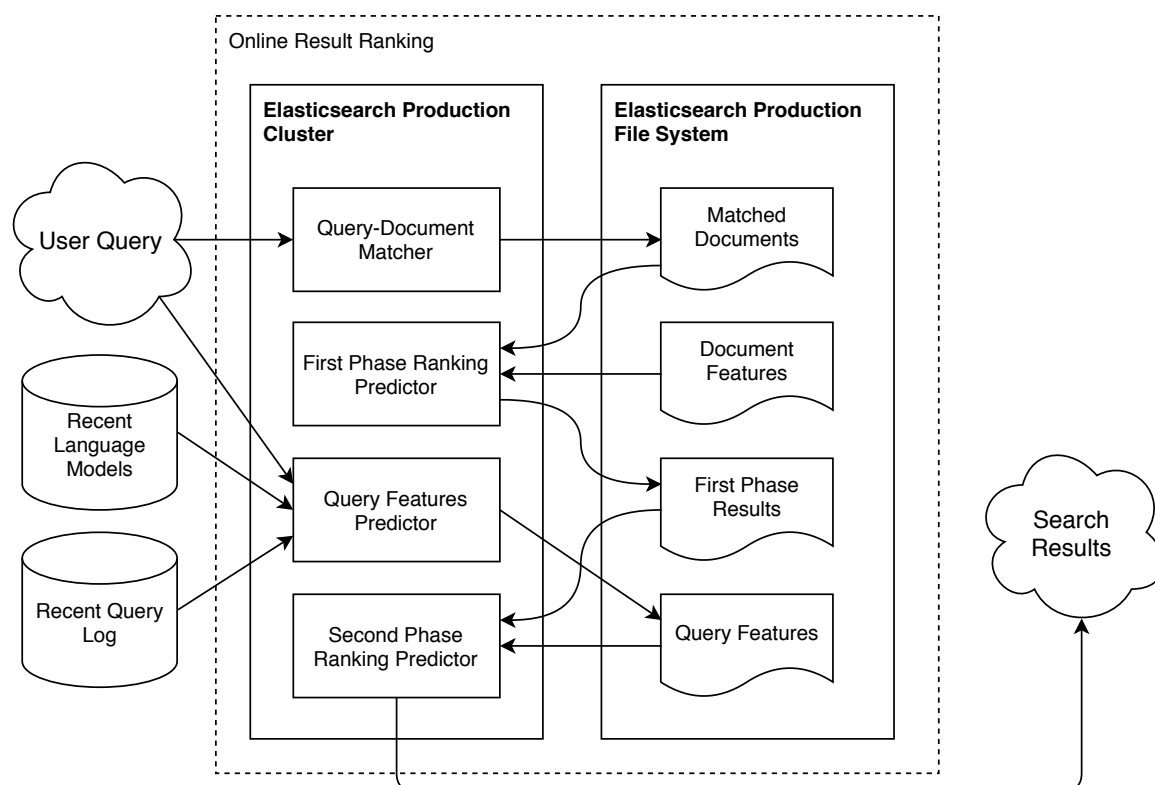 Online Result Ranking
Elasticsearch Production
Cluster
Elasticsearch Production
File System
User Query
Query-Document
Matcher
Matched
Documents
First Phase Ranking
Predictor
Document
Features
Recent
Language
Models
Query Features
Predictor
First Phase
Results
Search
Results
Recent Query
Log
Second Phase
Ranking Predictor
Query Features